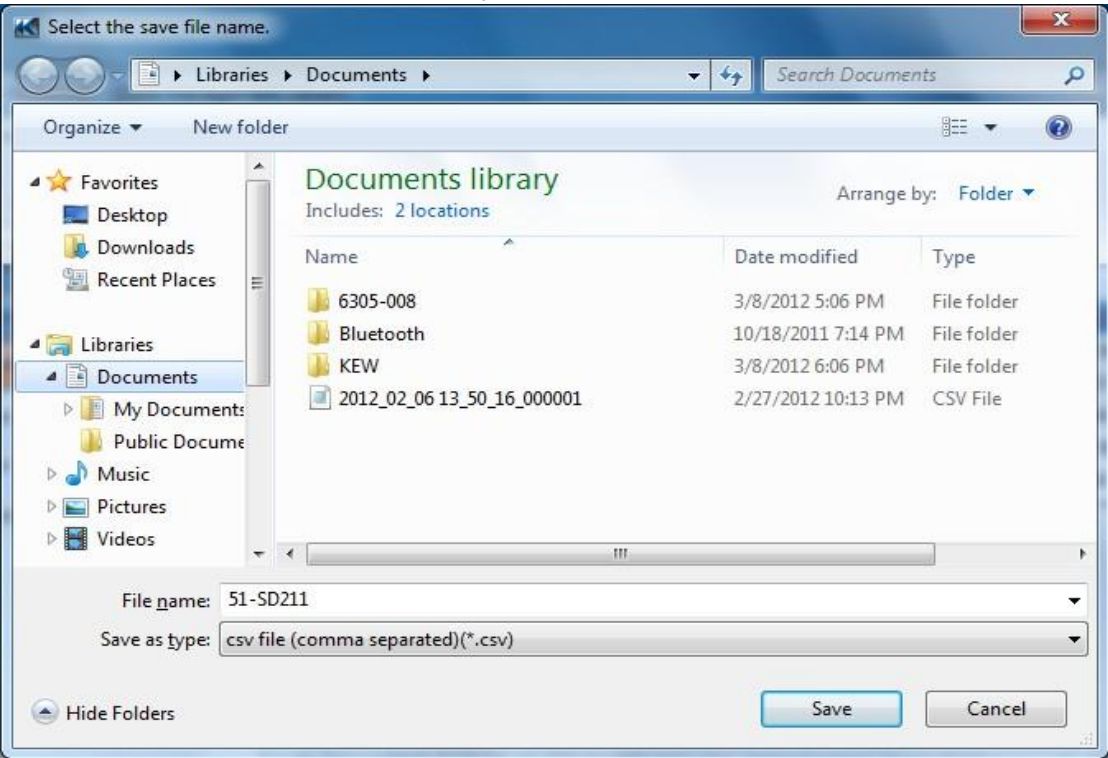 Select the save file name.
Libraries Documents
Search Documents
Organize New folder
Favorites
Desktop
Downloads
Recent Places
Libraries
Documents
My Documents
Public Docume
Music
Pictures
Videos
Documents library
Includes: 2 locations
Arrange by: Folder
Name Date modified Type
6305-008 3/8/2012 5:06 PM File folder
Bluetooth 10/18/2011 7:14 PM File folder
KEW 3/8/2012 6:06 PM File folder
2012_02_06 13_50_16_000001 2/27/2012 10:13 PM CSV File
File name: 51-SD211
Save as type: csv file (comma separated)(*.csv)
Hide Folders Save Cancel